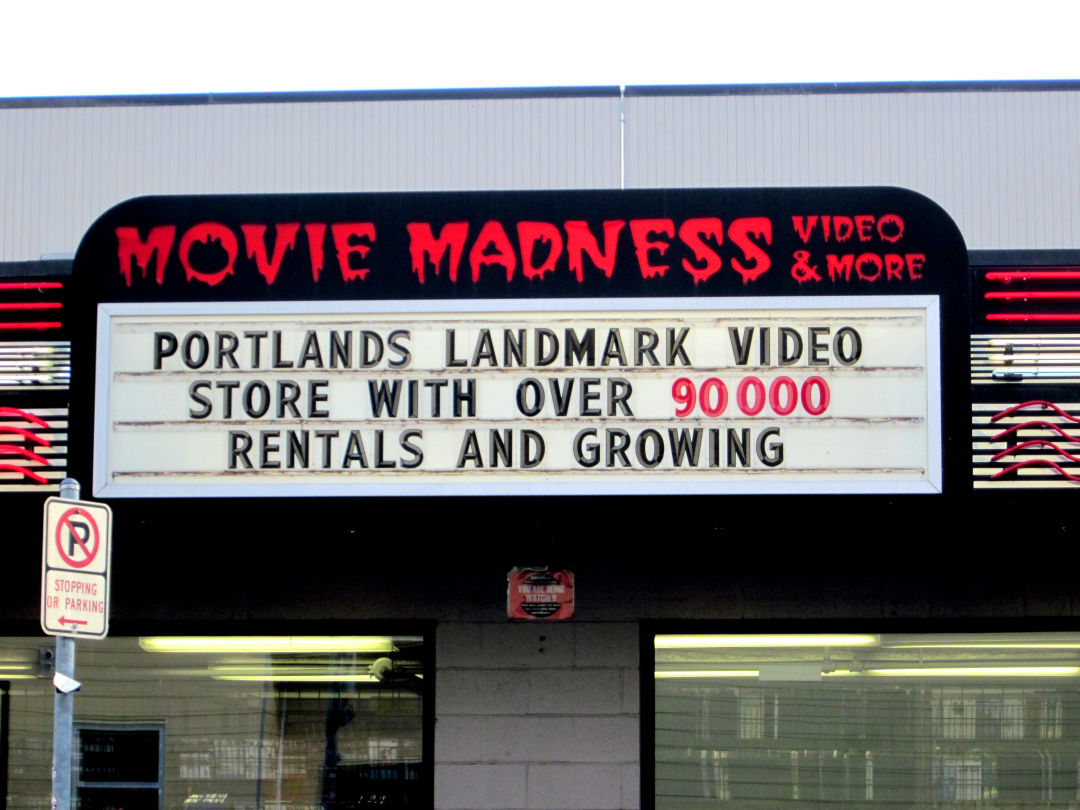 MOVIE MADNESS VIDEO
& MORE
PORTLANDS LANDMARK VIDEO
STORE WITH OVER 90000
RENTALS AND GROWING
P
STOPPING
OR PARKING
YOU ARE BEING
WATCHED